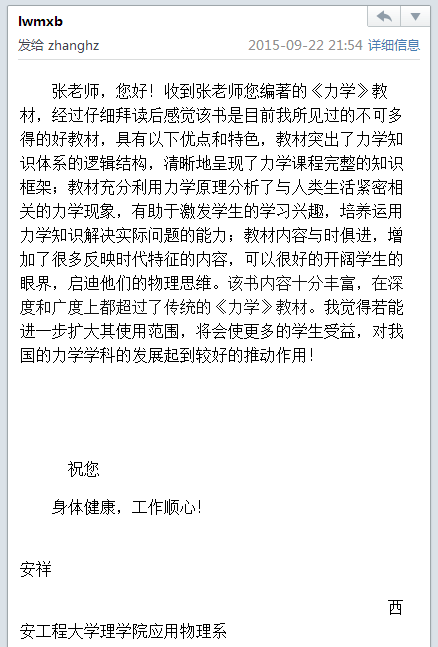 lwmxb
发给 zhanghz 2015-09-22 21:54 详细信息
张老师，您好！收到张老师您编著的《力学》教
材，经过仔细拜读后感觉该书是目前我所见过的不可多
得的好教材，具有以下优点和特色，教材突出了力学知
识体系的逻辑结构，清晰地呈现了力学课程完整的知识
框架；教材充分利用力学原理分析了与人类生活紧密相
关的力学现象，有助于激发学生的学习兴趣，培养运用
力学知识解决实际问题的能力；教材内容与时俱进，增
加了很多反映时代特征的内容，可以很好的开阔学生的
眼界，启迪他们的物理思维。该书内容十分丰富，在深
度和广度上都超过了传统的《力学》教材。我觉得若能
进一步扩大其使用范围，将会使更多的学生受益，对我
国的力学学科的发展起到较好的推动作用！
祝您
身体健康，工作顺心！
安祥
西
安工程大学理学院应用物理系